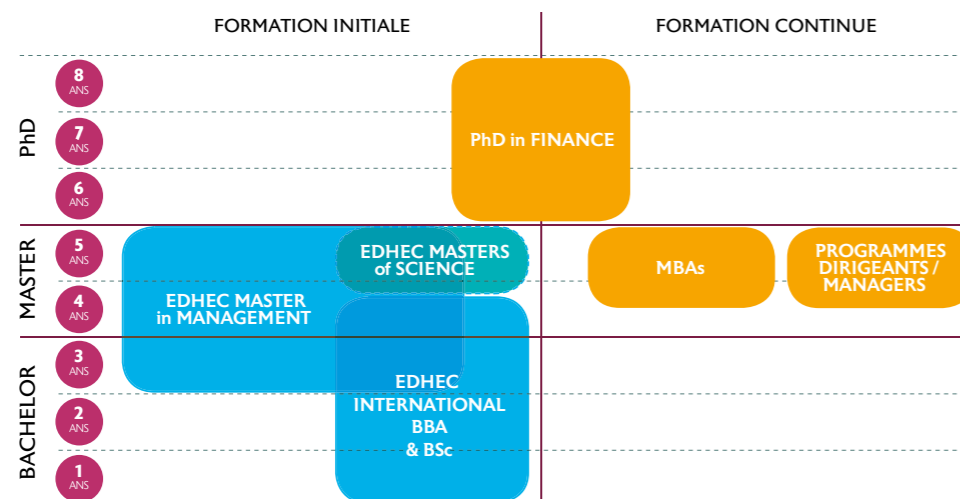 FORMATION INITIALE
FORMATION CONTINUE
PhD
8
ANS
7
ANS
6
ANS
PhD in FINANCE
MASTER
5
ANS
4
ANS
EDHEC MASTERS
of SCIENCE
EDHEC MASTER
in MANAGEMENT
MBAs
PROGRAMMES
DIRIGEANTS /
MANAGERS
BACHELOR
3
ANS
2
ANS
1
ANS
EDHEC
INTERNATIONAL
BBA
& BSc